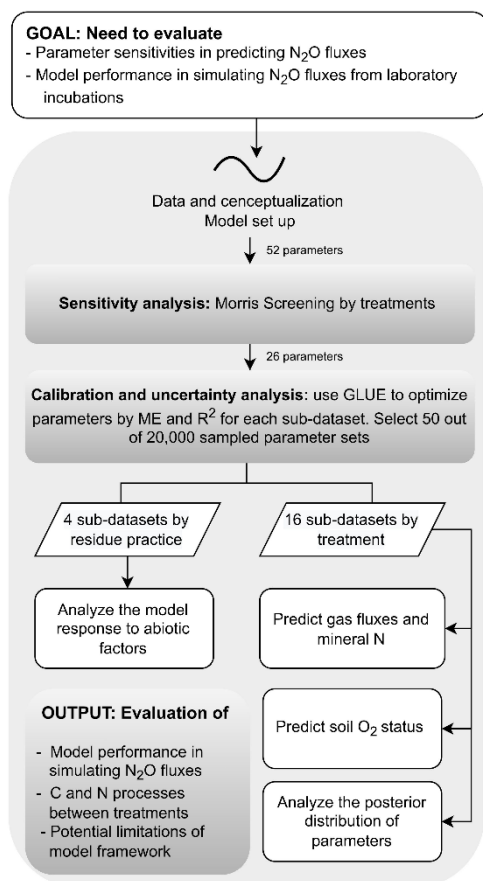 GOAL: Need to evaluate
- Parameter sensitivities in predicting N₂O fluxes
- Model performance in simulating N₂O fluxes from laboratory
incubations
Data and cenceptualization
Model set up
52 parameters
Sensitivity analysis: Morris Screening by treatments
26 parameters
Calibration and uncertainty analysis: use GLUE to optimize
parameters by ME and R² for each sub-dataset. Select 50 out
of 20,000 sampled parameter sets
4 sub-datasets by
residue practice
16 sub-datasets by
treatment
Analyze the model
response to abiotic
factors
Predict gas fluxes and
mineral N
Predict soil O₂ status
Analyze the posterior
distribution of
parameters
OUTPUT: Evaluation of
- Model performance in
simulating N₂O fluxes
- C and N processes
between treatments
- Potential limitations of
model framework